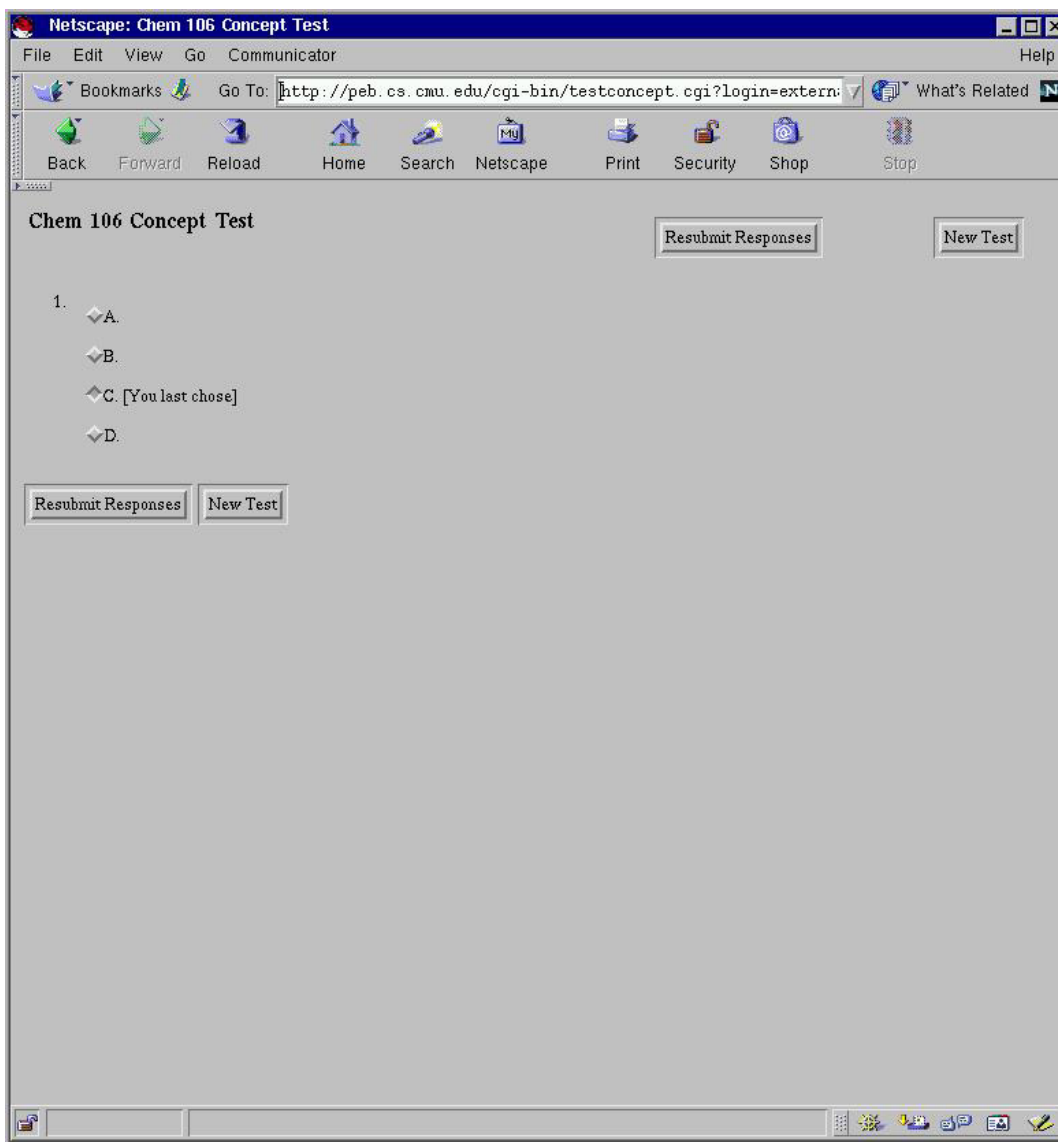 Netscape: Chem 106 Concept Test
File Edit View Go Communicator Help
Bookmarks Go To: http://peb.cs.cmu.edu/cgi-bin/testconcept.cgi?login=extern What's Related N
Back Forward Reload Home Search My Netscape Print Security Shop Stop
Chem 106 Concept Test
Resubmit Responses New Test
1.
A.
B.
C. [You last chose]
D.
Resubmit Responses New Test